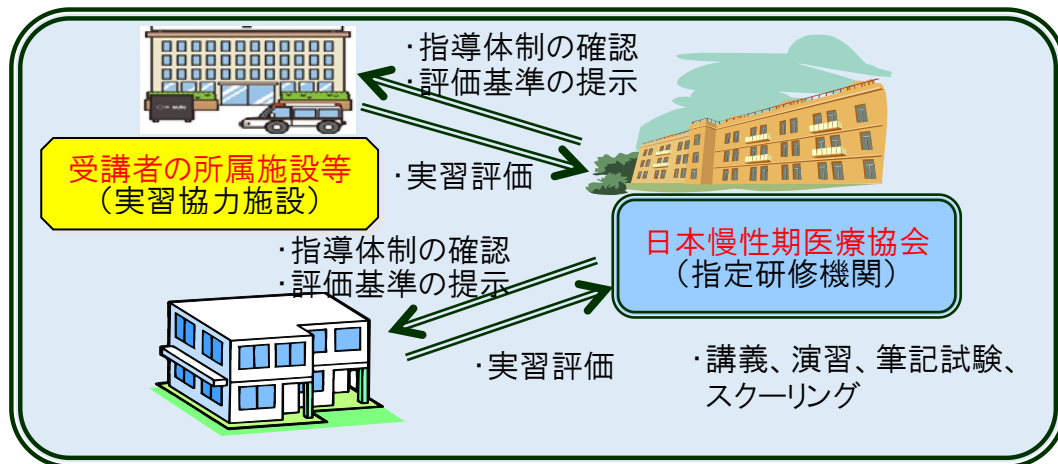 ・指導体制の確認
・評価基準の提示
受講者の所属施設等
（実習協力施設）
・実習評価
日本慢性期医療協会
（指定研修機関）
・指導体制の確認
・評価基準の提示
・実習評価
・講義、演習、筆記試験、
スクーリング